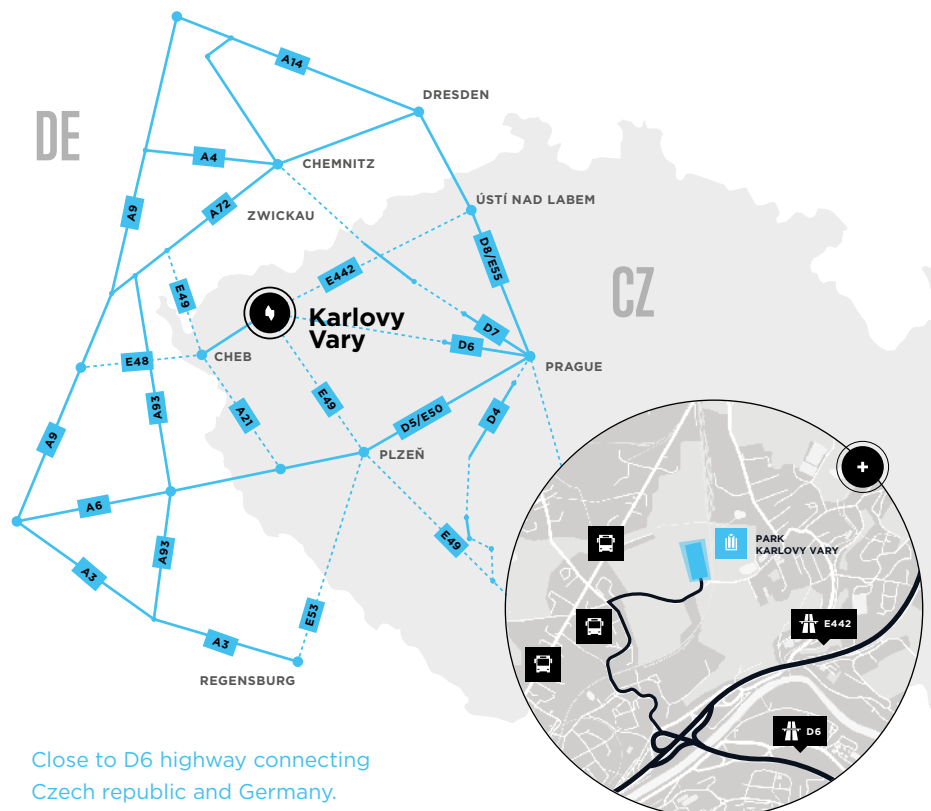 A14
DRESDEN
DE
A4
CHEMNITZ
A72
ZWICKAU
ÚSTÍ NAD LABEM
A9
D8/E55
E442
CZ
E49
Karlovy
Vary
D7
D6
CHEB
E48
PRAGUE
E49
A93
A21
D5/E50
D4
A9
PLZEŇ
A6
E49
A93
PARK
KARLOVY VARY
A3
E53
E442
A3
REGENSBURG
D6
Close to D6 highway connecting
Czech republic and Germany.